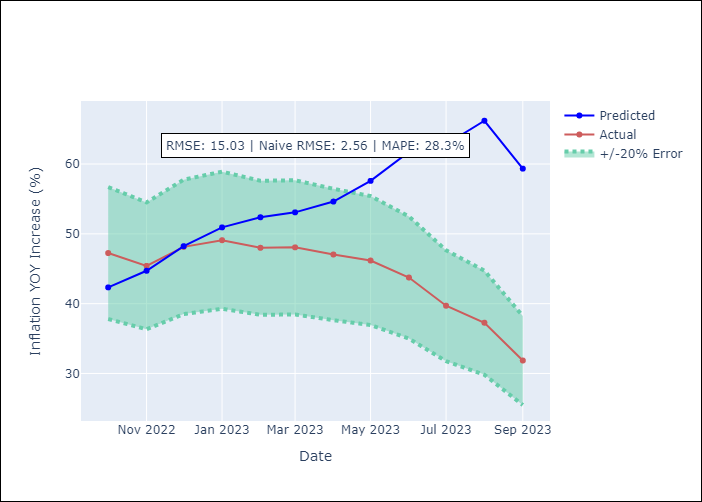 Predicted
Actual
+/-20% Error
RMSE: 15.03 | Naive RMSE: 2.56 | MAPE: 28.3%
Inflation YOY Increase (%)
60
50
40
30
Nov 2022
Jan 2023
Mar 2023
May 2023
Jul 2023
Sep 2023
Date